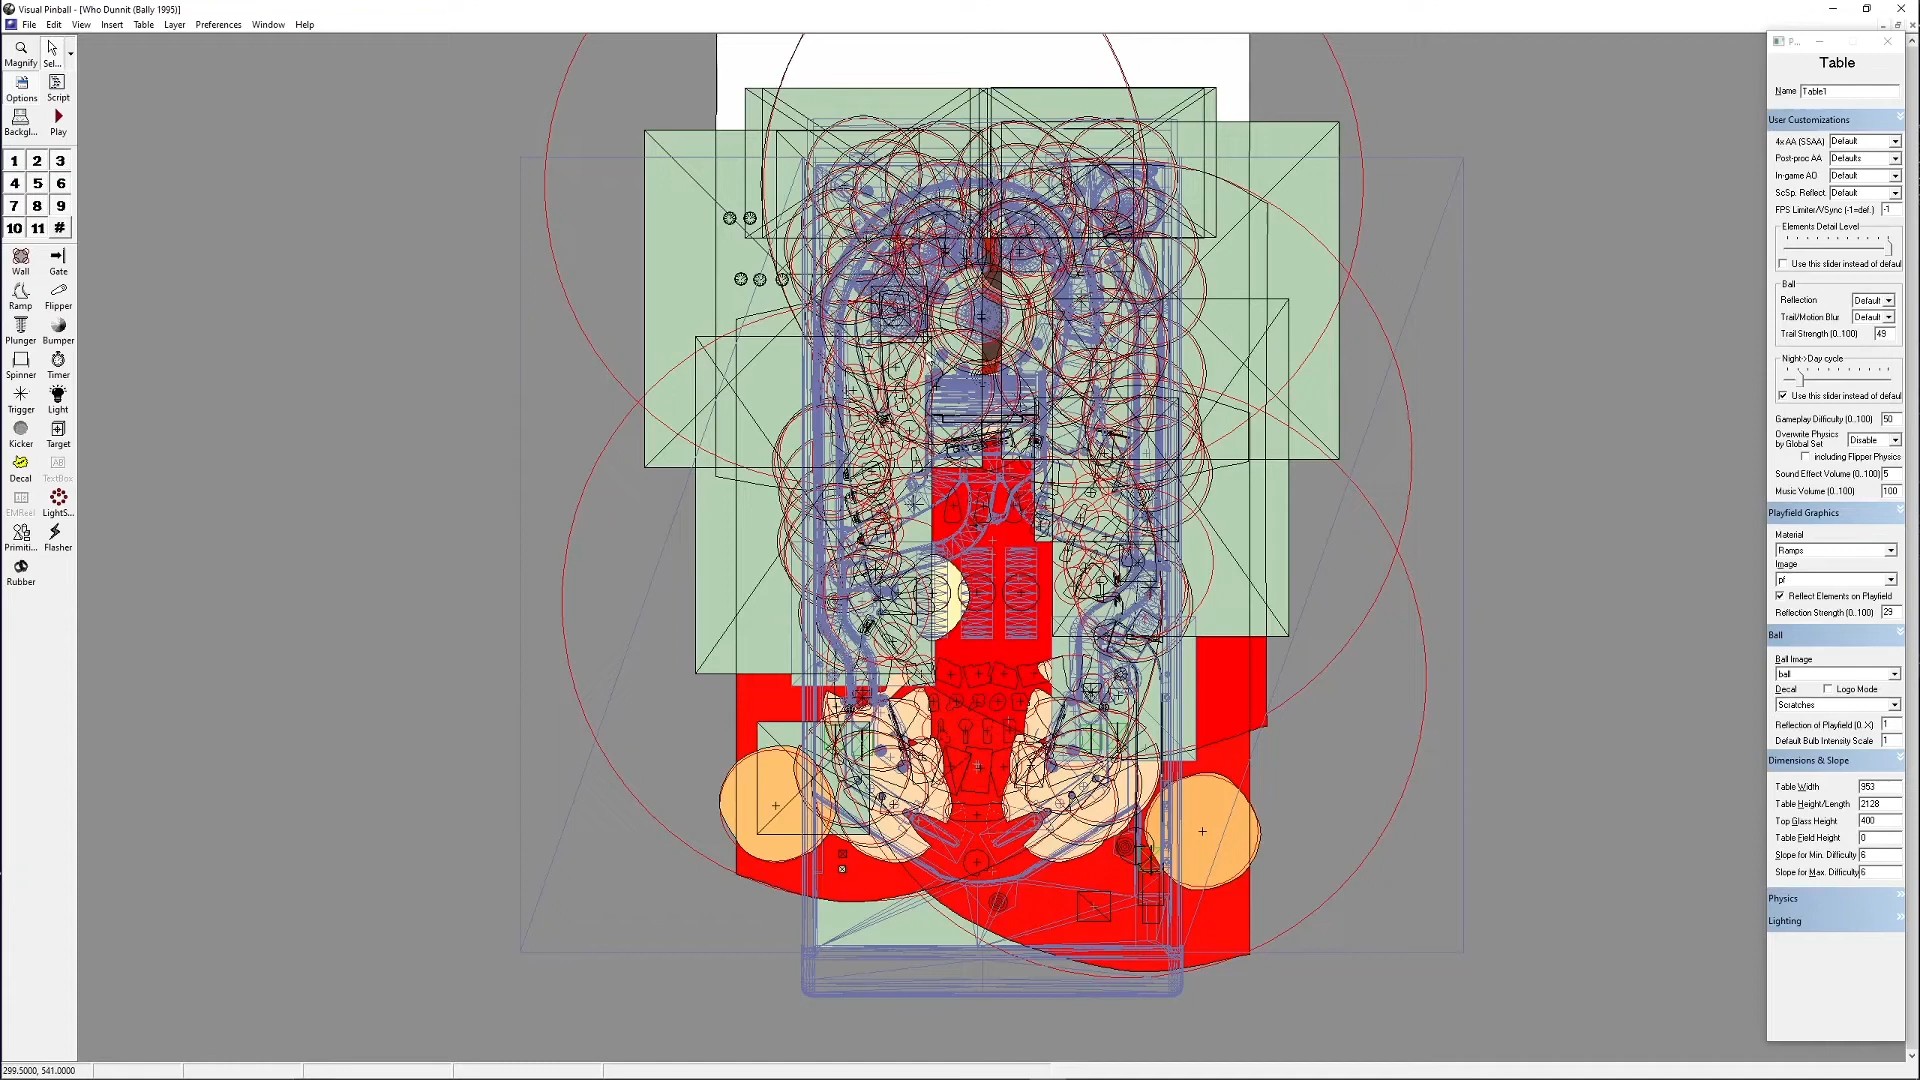 Visual Pinball - [Who Dunnit (Bally 1995)]
File Edit View Insert Table Layer Preferences Window Help
Magnify Sel...
Options Script
Backgl... Play
1 2 3
4 5 6
7 8 9
10 11 #
Wall Gate
Ramp Flipper
Plunger Bumper
Spinner Timer
Trigger Light
Kicker Target
Decal TextBox
EMReel LightS...
Primiti... Flasher
Rubber
299.5000, 541.0000
P...
Table
Name Table1
User Customizations
4x AA (SSAA) Default
Post-proc AA Defaults
In-game AO Default
ScSp. Reflect Default
FPS Limiter/VSync (-1=def.) -1
Elements Detail Level
Use this slider instead of defaul
Ball
Reflection Default
Trail/Motion Blur Default
Trail Strength (0..100) 49
Night->Day cycle
Use this slider instead of defaul
Gameplay Difficulty (0..100) 50
Overwrite Physics
by Global Set Disable
including Flipper Physics
Sound Effect Volume (0..100) 5
Music Volume (0..100) 100
Playfield Graphics
Material
Ramps
Image
pf
Reflect Elements on Playfield
Reflection Strength (0..100) 29
Ball
Ball Image
ball
Decal Logo Mode
Scratches
Reflection of Playfield (0..X) 1
Default Bulb Intensity Scale 1
Dimensions & Slope
Table Width 953
Table Height/Length 2128
Top Glass Height 400
Table Field Height 0
Slope for Min. Difficulty 6
Slope for Max. Difficulty 6
Physics
Lighting